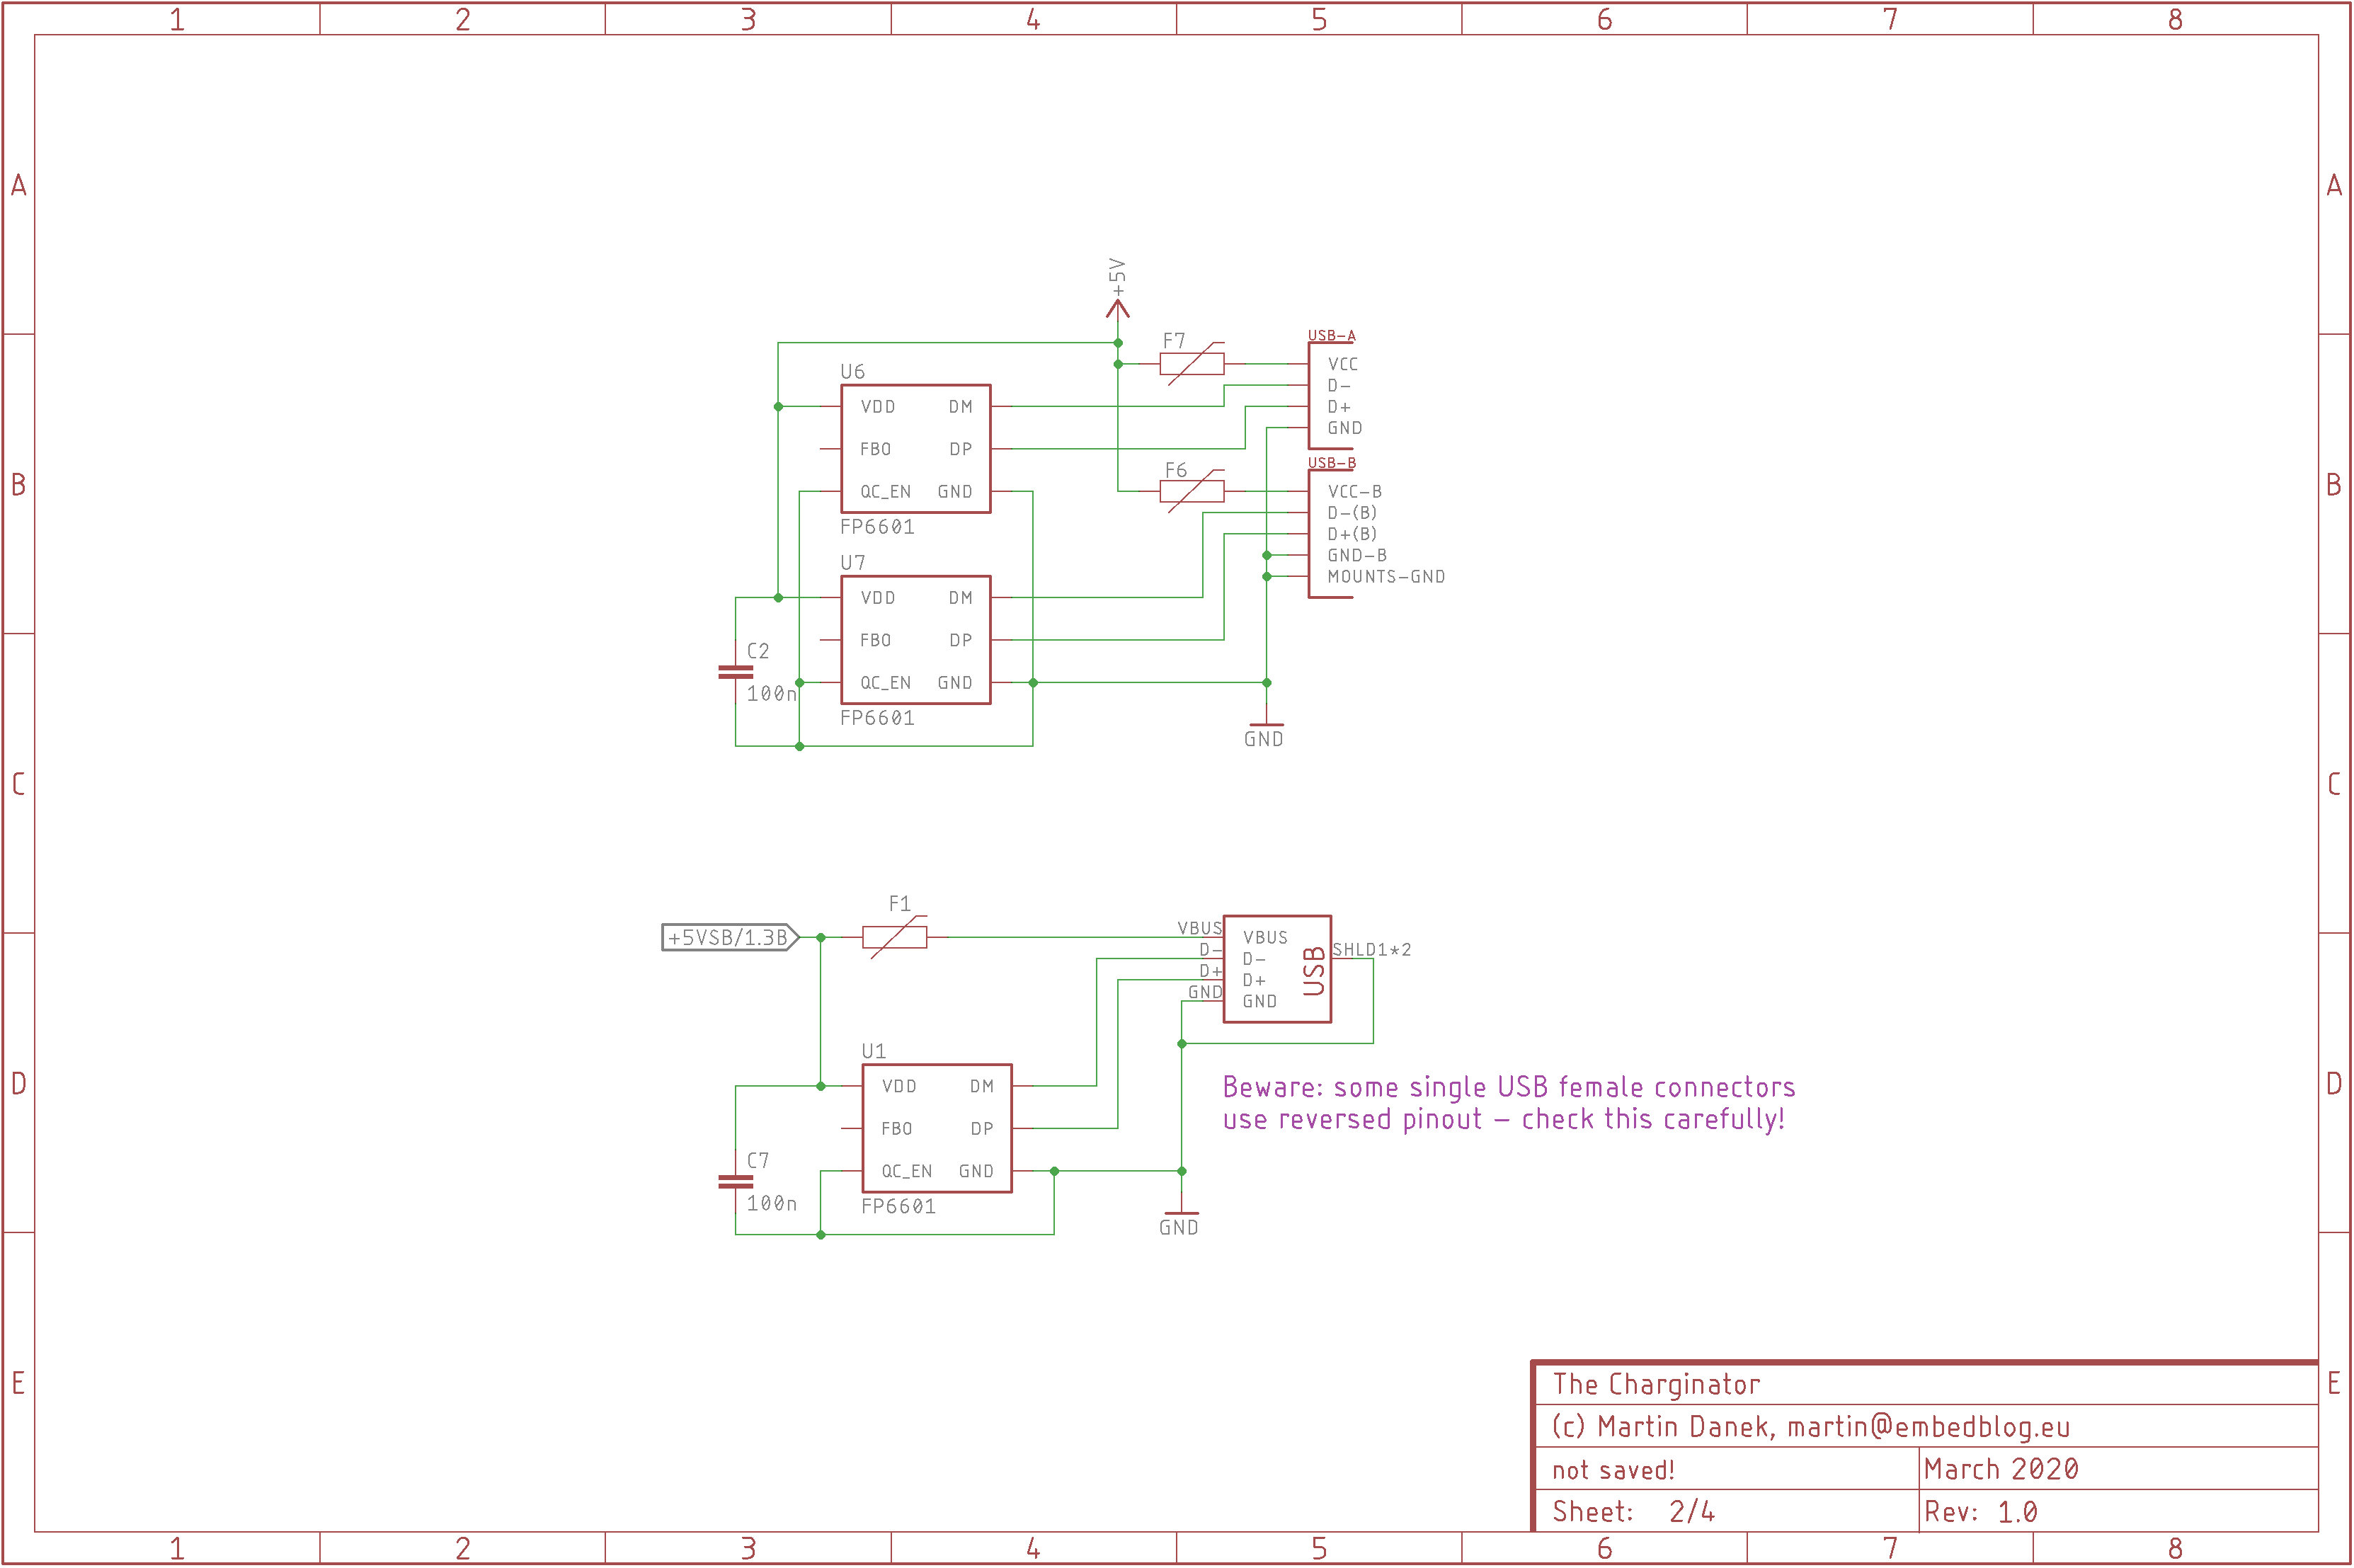 1 2 3 4 5 6 7 8
A A
+5V
F7
USB-A
VCC
D-
D+
GND
U6
VDD DM
FBO DP
QC_EN GND
FP6601
B B
F6
USB-B
VCC-B
D-(B)
D+(B)
GND-B
MOUNTS-GND
U7
VDD DM
FBO DP
QC_EN GND
FP6601
C2
100n
GND
C C
F1
+5VSB/1.3B
VBUS
D-
D+
GND
VBUS
D-
D+
GND
USB
SHLD1*2
U1
VDD DM
FBO DP
QC_EN GND
FP6601
C7
100n
GND
D D
Beware: some single USB female connectors
use reversed pinout - check this carefully!
E E
The Charginator
(c) Martin Danek, martin@embedblog.eu
not saved! March 2020
Sheet: 2/4 Rev: 1.0
1 2 3 4 5 6 7 8